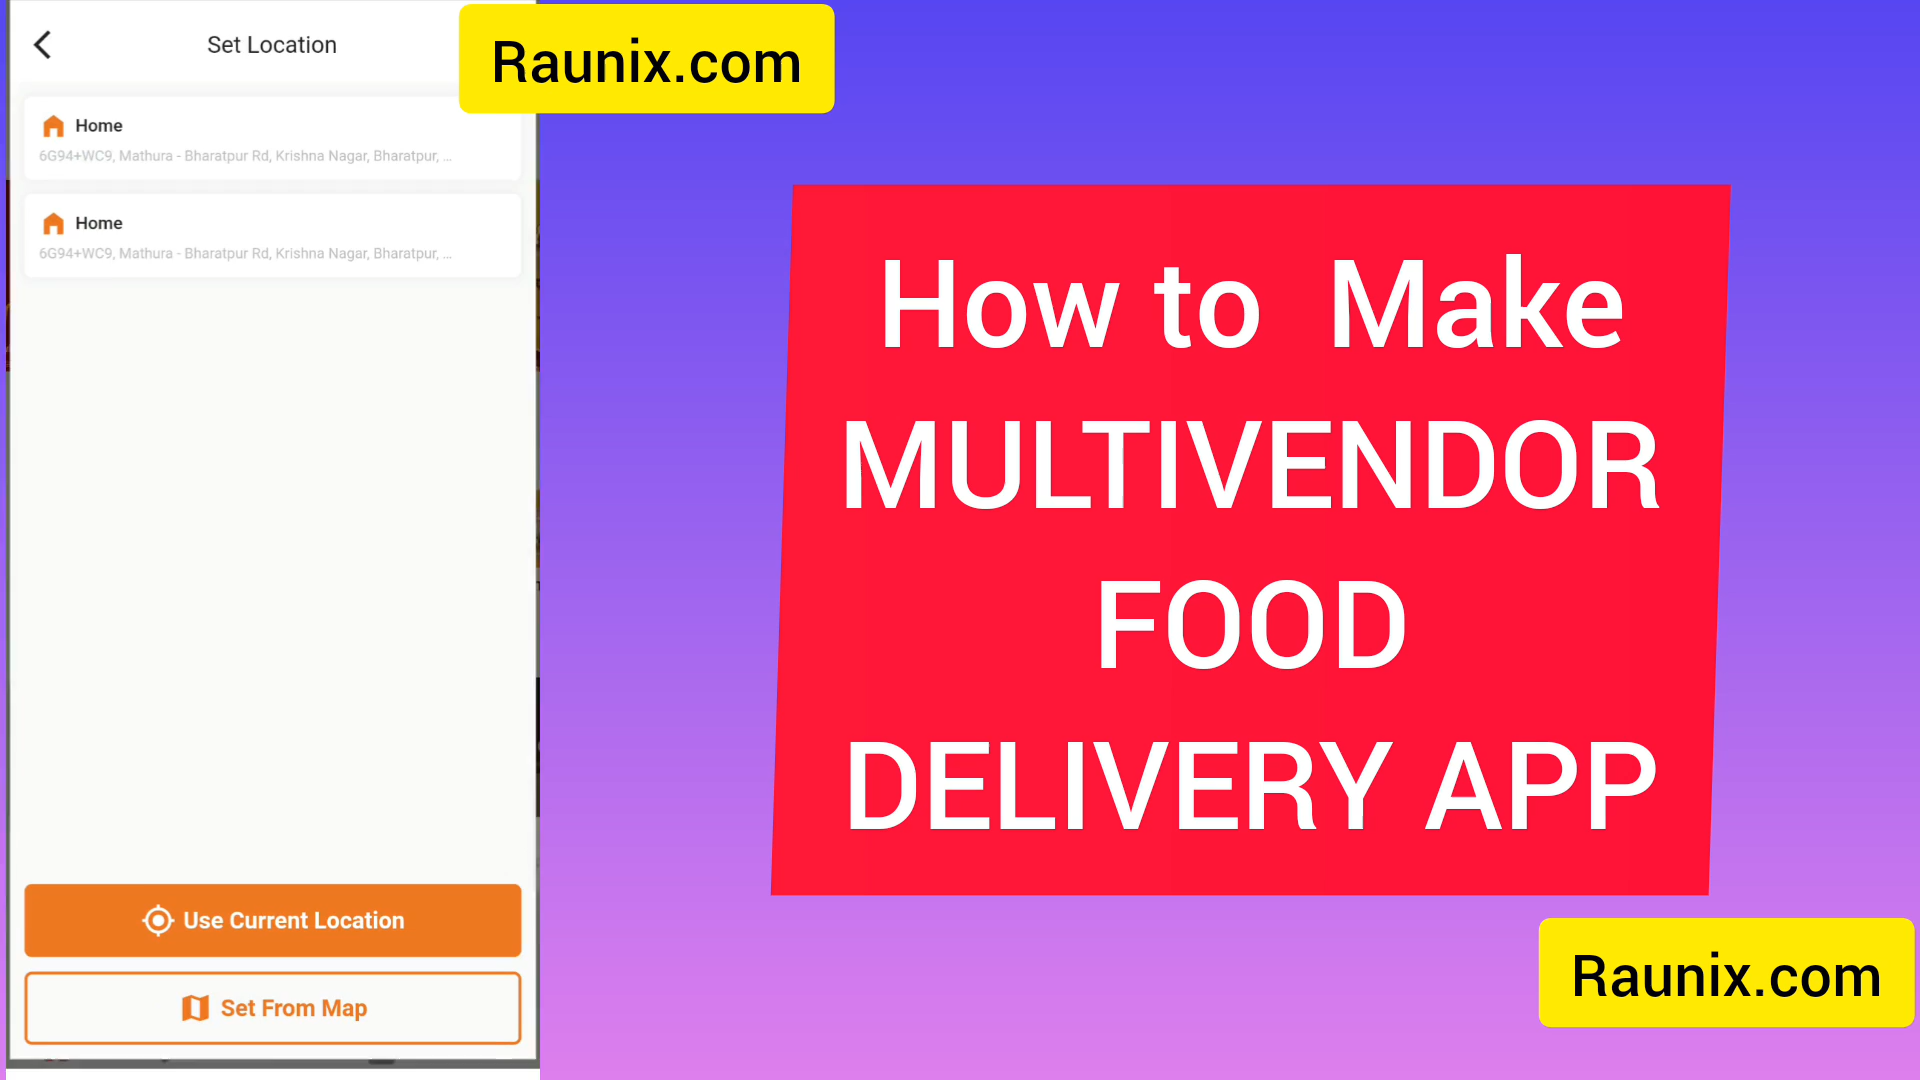 Set Location
Raunix.com
Home
6G94+WC9, Mathura - Bharatpur Rd, Krishna Nagar, Bharatpur, ...
Home
6G94+WC9, Mathura - Bharatpur Rd, Krishna Nagar, Bharatpur, ...
Use Current Location
Set From Map
How to Make
MULTIVENDOR
FOOD
DELIVERY APP
Raunix.com